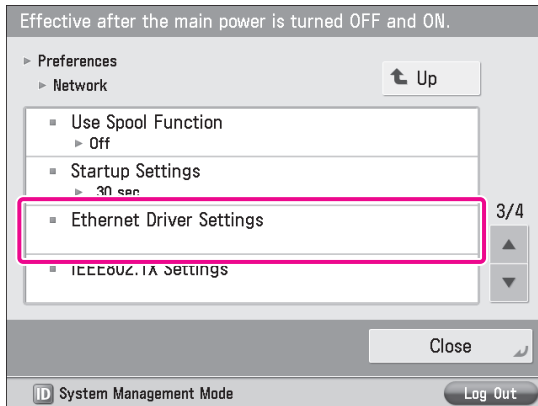 Effective after the main power is turned OFF and ON.
Preferences
Network
Up
Use Spool Function
Off
Startup Settings
30 sec
Ethernet Driver Settings
3/4
IEEE802.1X Settings
Close
ID System Management Mode
Log Out